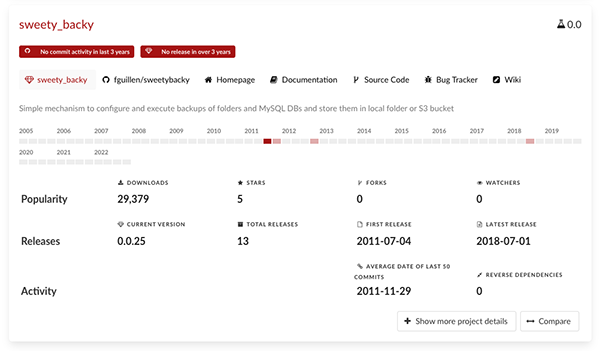 sweety_backy 0.0
No commit activity in last 3 years No release in over 3 years
sweety_backy fguillen/sweetybacky Homepage Documentation Source Code Bug Tracker Wiki
Simple mechanism to configure and execute backups of folders and MySQL DBs and store them in local folder or S3 bucket
2005 2006 2007 2008 2009 2010 2011 2012 2013 2014 2015 2016 2017 2018 2019
2020 2021 2022
DOWNLOADS STARS FORKS WATCHERS
Popularity 29,379 5 0 0
CURRENT VERSION TOTAL RELEASES FIRST RELEASE LATEST RELEASE
Releases 0.0.25 13 2011-07-04 2018-07-01
AVERAGE DATE OF LAST 50
COMMITS REVERSE DEPENDENCIES
Activity 2011-11-29 0
Show more project details Compare